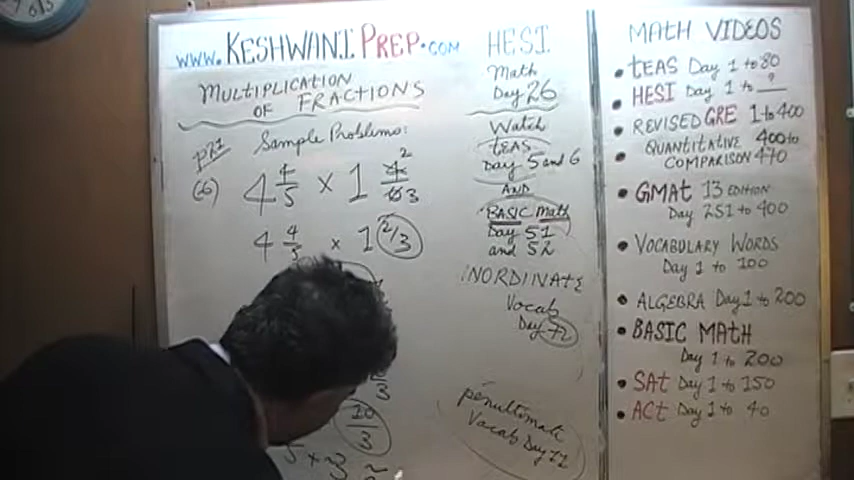 www.KESHWANIPREP.COM
MULTIPLICATION
OF FRACTIONS
Sample Problems:
(6) 4 4/5 × 1 4/6 2 3
4 4/5 × 1 2/3
10/3
5 × 3
HESI
Math
Day 26
Watch
tEAS
Day 5 and 6
AND
BASIC Math
Day 51
and 52
INORDINATE
Vocab
Day 72
penultimate
Vocab Day 72
MATH VIDEOS
• tEAS Day 1 to 80
• HESI Day 1 to ?
• REVISED GRE 1 to 400
• QUANTITATIVE 400 to
COMPARISON 470
• GMAt 13 EDITION
Day 251 to 400
• VOCABULARY WORDS
Day 1 to 100
• ALGEBRA Day 1 to 200
• BASIC MATH
Day 1 to 200
• SAt Day 1 to 150
• ACt Day 1 to 40